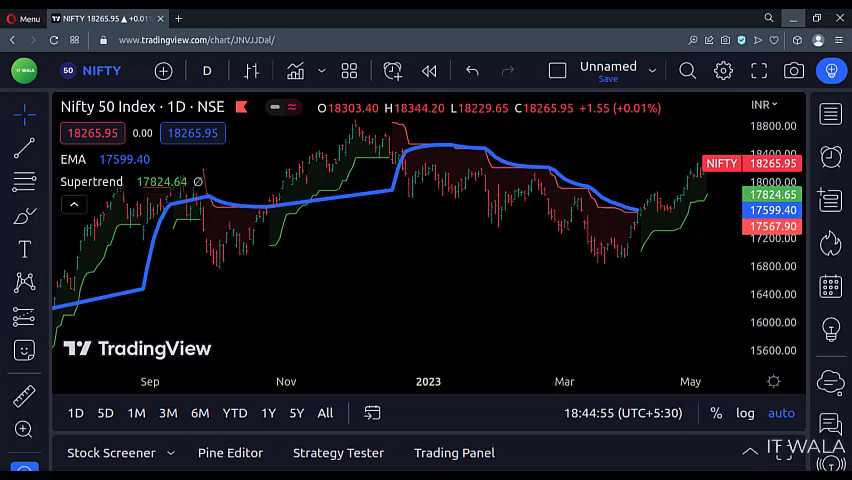 Menu
NIFTY 18265.95 ▲ +0.01%
www.tradingview.com/chart/JNVJJDal/
IT WALA
50 NIFTY
D
Unnamed
Save
Nifty 50 Index · 1D · NSE
O18303.40 H18344.20 L18229.65 C18265.95 +1.55 (+0.01%)
INR
18265.95 0.00 18265.95
EMA 17599.40
Supertrend 17824.64 ∅
18800.00
18400.00
NIFTY 18265.95
18000.00
17824.65
17599.40
17567.90
17200.00
16800.00
16400.00
16000.00
15600.00
TradingView
Sep Nov 2023 Mar May
1D 5D 1M 3M 6M YTD 1Y 5Y All
18:44:55 (UTC+5:30) % log auto
Stock Screener Pine Editor Strategy Tester Trading Panel
IT WALA